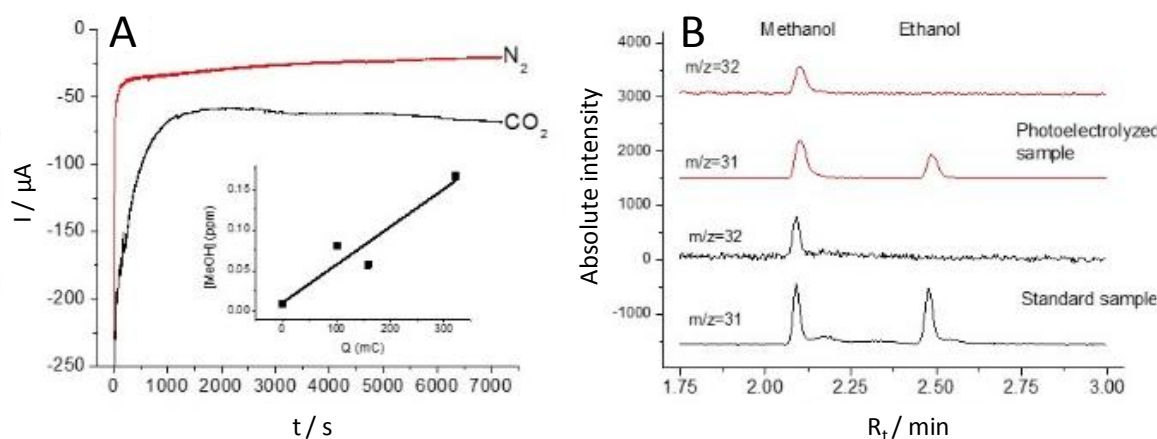 A
N2
CO2
0
-50
-100
-150
-200
-250
I / µA
0 1000 2000 3000 4000 5000 6000 7000
t / s
[MeOH] (ppm)
0.15
0.10
0.05
0.00
0 100 200 300
Q (mC)
B
Methanol Ethanol
4000
3000
2000
1000
0
-1000
Absolute intensity
m/z=32
Photoelectrolyzed
sample
m/z=31
m/z=32
Standard sample
m/z=31
1.75 2.00 2.25 2.50 2.75 3.00
Rt / min